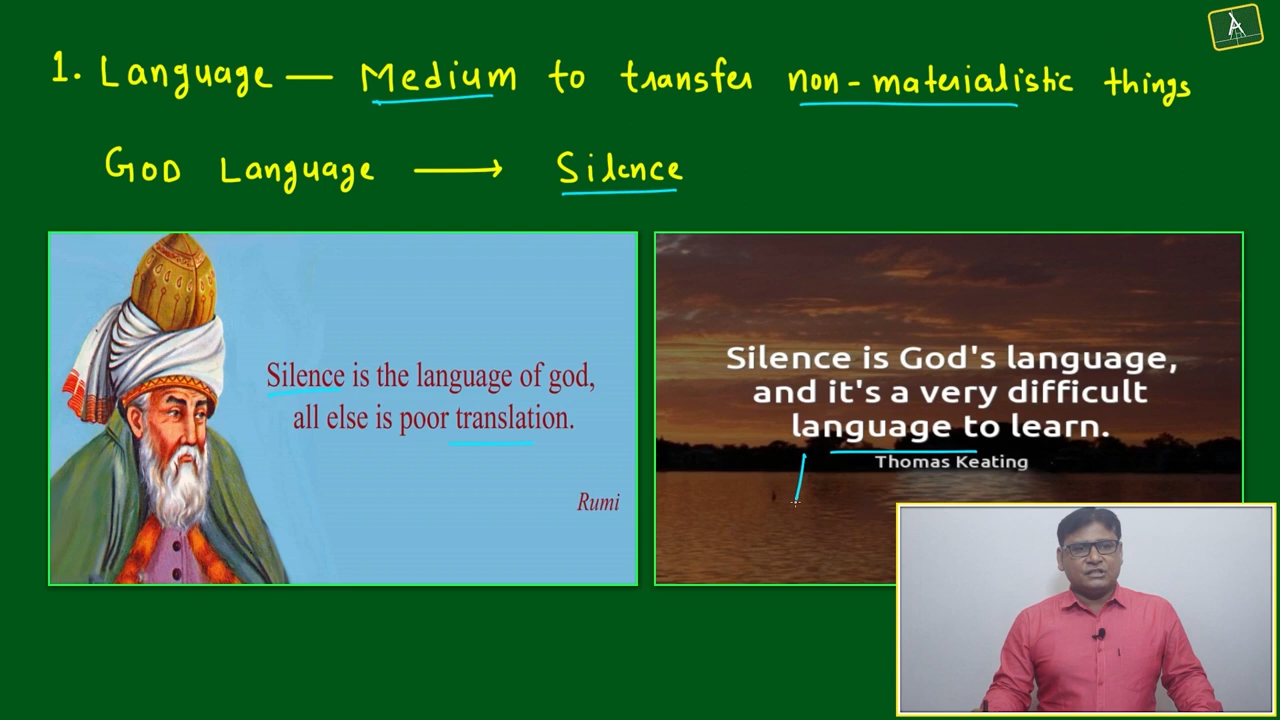 1. Language — Medium to transfer non-materialistic things
GOD Language ⟶ Silence
Silence is the language of god,
all else is poor translation.
Rumi
Silence is God's language,
and it's a very difficult
language to learn.
Thomas Keating